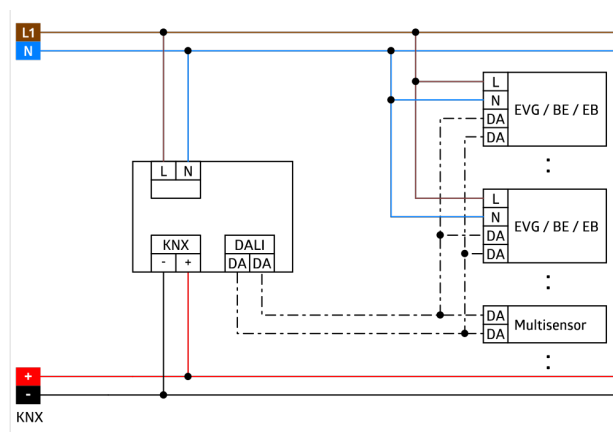 L1
N
L
N
EVG / BE / EB
DA
DA
L N
L
N
EVG / BE / EB
DA
DA
KNX
DALI
- +
DA DA
DA
DA
Multisensor
+
-
KNX